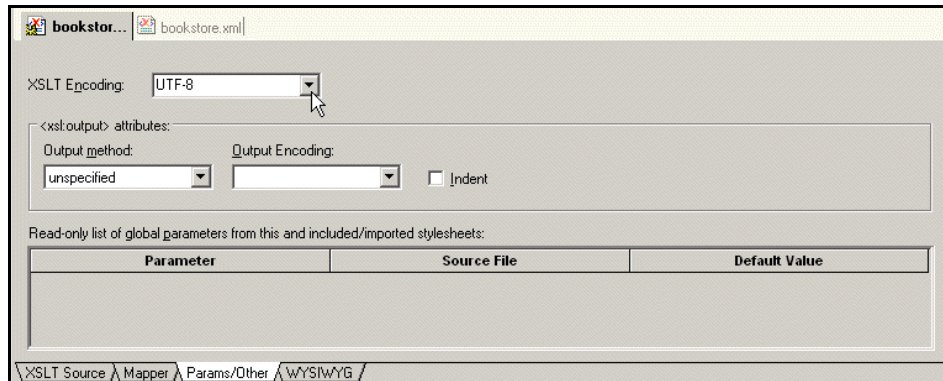 bookstor... bookstore.xml
XSLT Encoding: UTF-8
<xsl:output> attributes:
Output method: Output Encoding:
unspecified Indent
Read-only list of global parameters from this and included/imported stylesheets:
Parameter Source File Default Value
XSLT Source Mapper Params/Other WYSIWYG